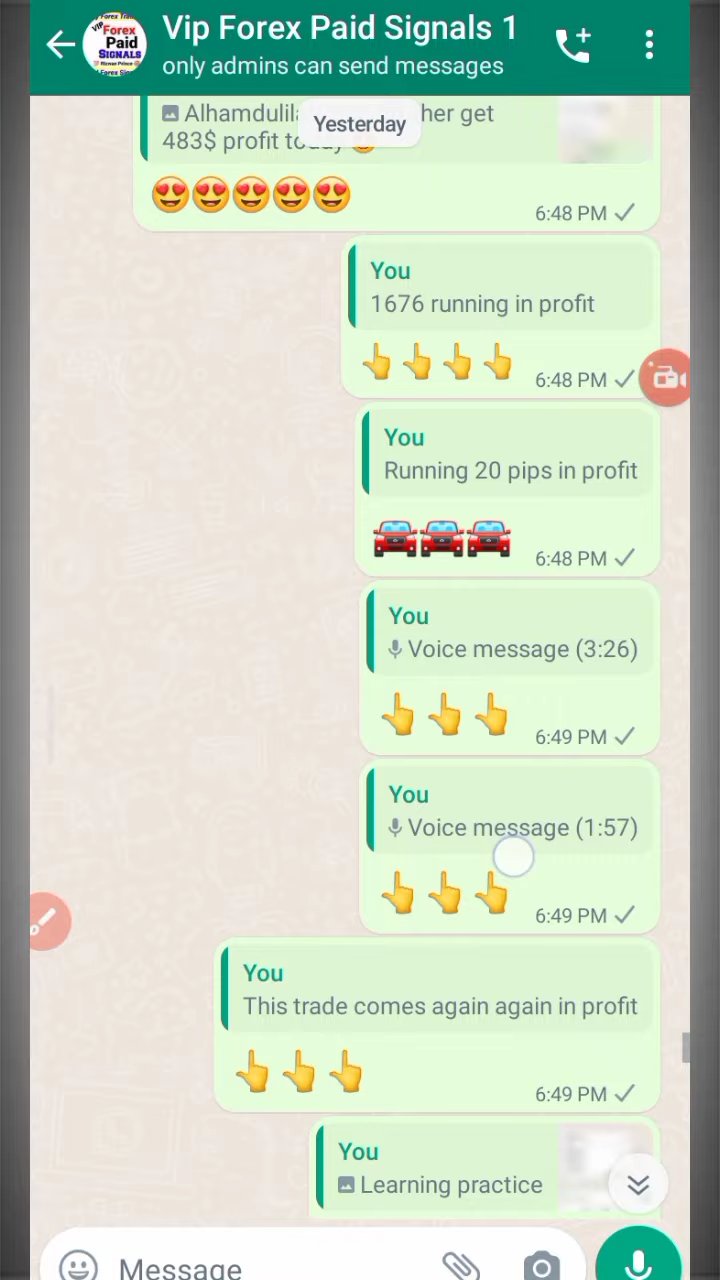 Vip Forex Paid Signals 1
only admins can send messages
Forex
Paid
SIGNALS
Yesterday
her get
483$ profit
6:48 PM
You
1676 running in profit
6:48 PM
You
Running 20 pips in profit
6:48 PM
You
Voice message (3:26)
6:49 PM
You
Voice message (1:57)
6:49 PM
You
This trade comes again again in profit
6:49 PM
You
Learning practice
Message